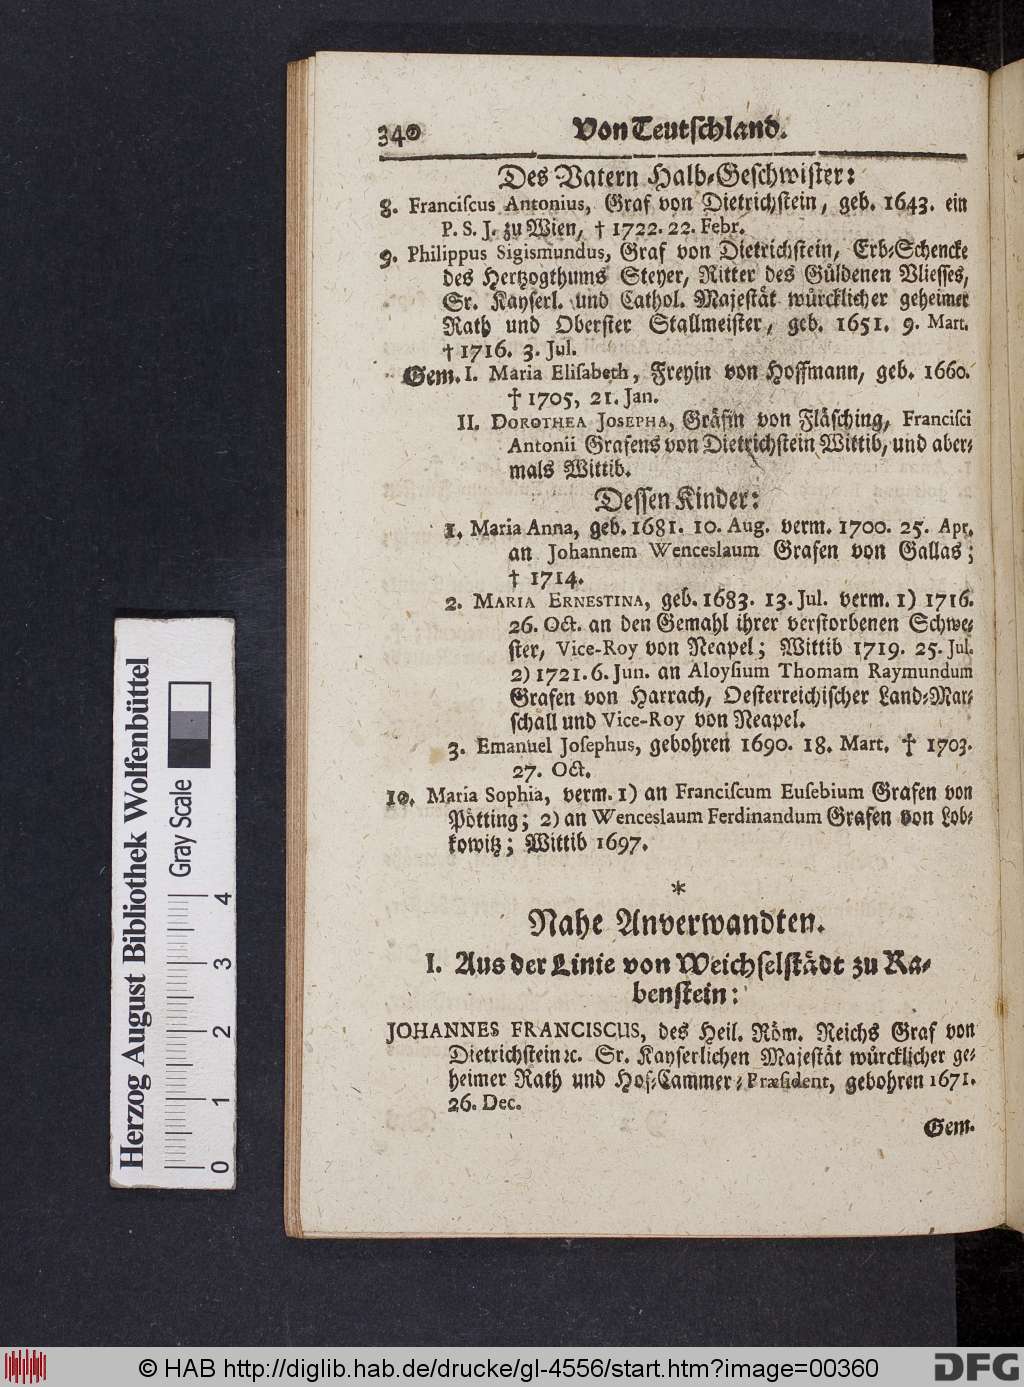 340
Von Teutschland.
Des Vatern Halb-Geschwister:
8. Franciſcus Antonius, Graf von Dietrichſtein, geb. 1643. ein
P. S. J. zu Wien, † 1722. 22. Febr.
9. Philippus Sigismundus, Graf von Dietrichſtein, Erb-Schencke
des Hertzogthums Steyer, Ritter des Güldenen Vlieſſes,
Sr. Kayſerl. und Cathol. Majeſtät würcklicher geheimer
Rath und Oberſter Stallmeiſter, geb. 1651. 9. Mart.
† 1716. 3. Jul.
Gem. I. Maria Eliſabeth, Freyin von Hoffmann, geb. 1660.
† 1705, 21. Jan.
II. DOROTHEA JOSEPHA, Gräfin von Fläſching, Franciſci
Antonii Grafens von Dietrichſtein Wittib, und aber-
mals Wittib.
Deſſen Kinder:
1. Maria Anna, geb. 1681. 10. Aug. verm. 1700. 25. Apr.
an Johannem Wenceslaum Grafen von Gallas;
† 1714.
2. MARIA ERNESTINA, geb. 1683. 13. Jul. verm. 1) 1716.
26. Oct. an den Gemahl ihrer verſtorbenen Schwe-
ſter, Vice-Roy von Neapel; Wittib 1719. 25. Jul.
2) 1721. 6. Jun. an Aloyſium Thomam Raymundum
Grafen von Harrach, Oeſterreichiſcher Land-Mar-
ſchall und Vice-Roy von Neapel.
3. Emanuel Joſephus, gebohren 1690. 18. Mart. † 1703.
27. Oct.
10. Maria Sophia, verm. 1) an Franciſcum Euſebium Grafen von
Pötting; 2) an Wenceslaum Ferdinandum Grafen von Lob-
kowitz; Wittib 1697.
*
Nahe Anverwandten.
I. Aus der Linie von Weichſelſtädt zu Ra-
benſtein:
JOHANNES FRANCISCUS, des Heil. Röm. Reichs Graf von
Dietrichſtein ꝛc. Sr. Kayſerlichen Majeſtät würcklicher ge-
heimer Rath und Hof-Cammer-Præſident, gebohren 1671.
26. Dec.
Gem.
Herzog August Bibliothek Wolfenbüttel
Gray Scale
0 1 2 3 4
© HAB http://diglib.hab.de/drucke/gl-4556/start.htm?image=00360
DFG